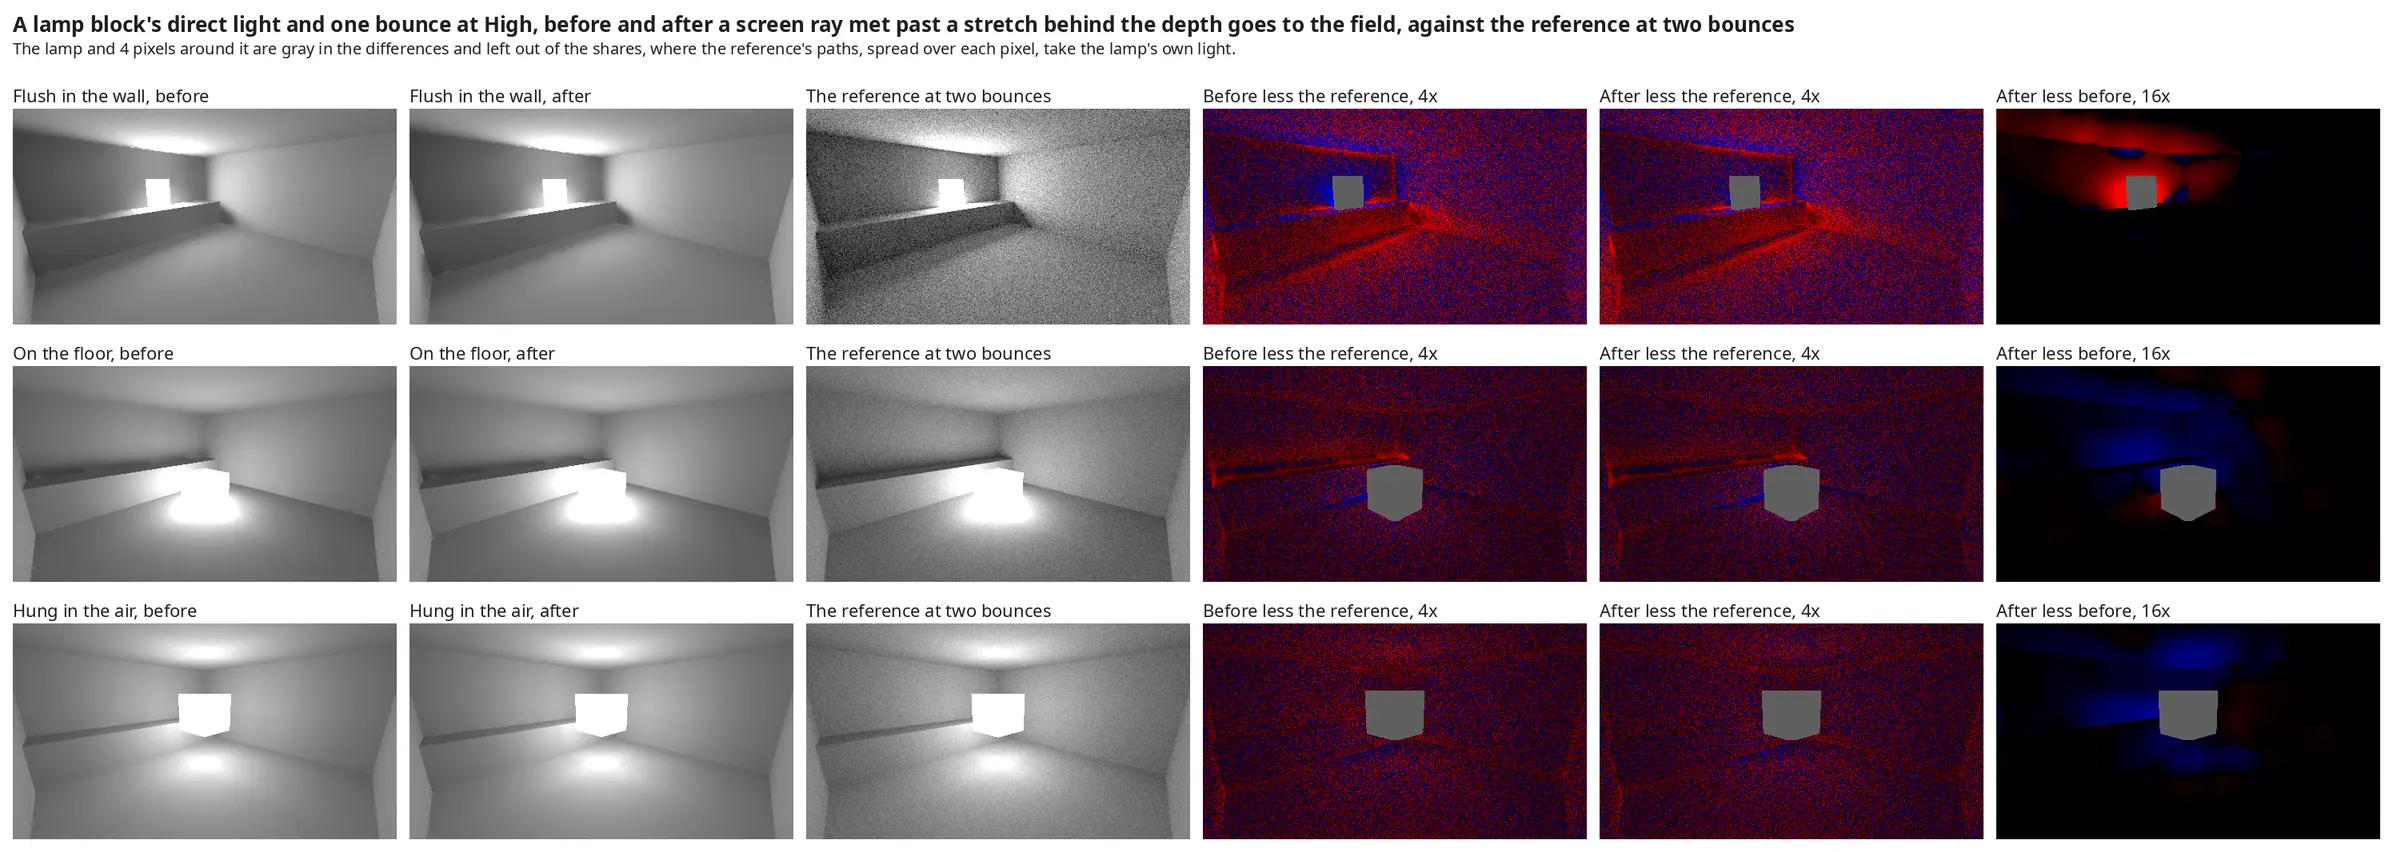 A lamp block's direct light and one bounce at High, before and after a screen ray met past a stretch behind the depth goes to the field, against the reference at two bounces
The lamp and 4 pixels around it are gray in the differences and left out of the shares, where the reference's paths, spread over each pixel, take the lamp's own light.
Flush in the wall, before
Flush in the wall, after
The reference at two bounces
Before less the reference, 4x
After less the reference, 4x
After less before, 16x
On the floor, before
On the floor, after
The reference at two bounces
Before less the reference, 4x
After less the reference, 4x
After less before, 16x
Hung in the air, before
Hung in the air, after
The reference at two bounces
Before less the reference, 4x
After less the reference, 4x
After less before, 16x